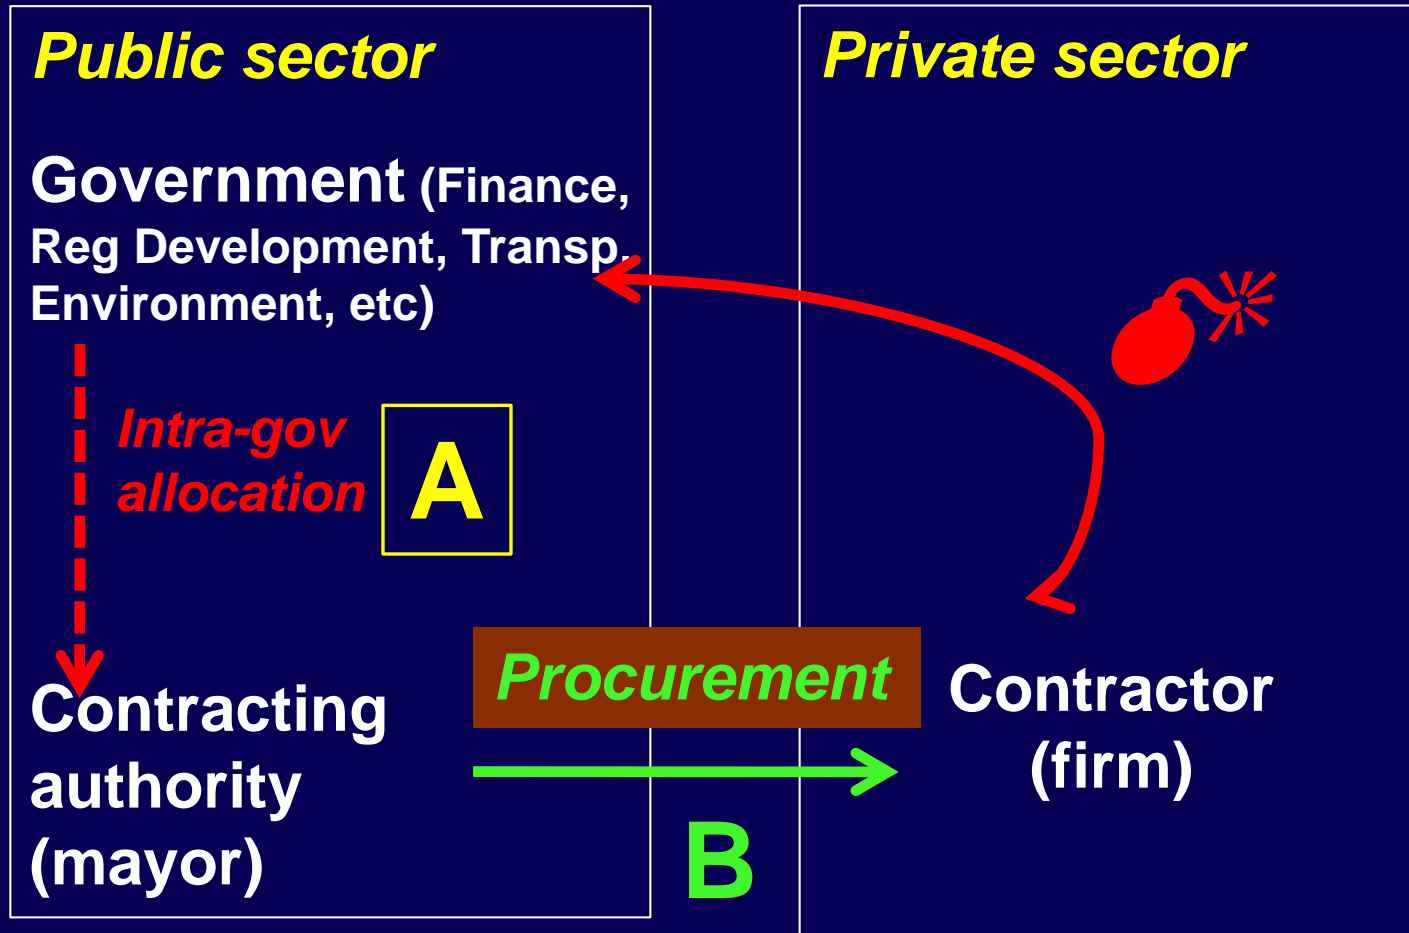 Public sector
Private sector
Government (Finance,
Reg Development, Transp,
Environment, etc)
Intra-gov
allocation
A
Procurement
Contracting
authority
(mayor)
Contractor
(firm)
B